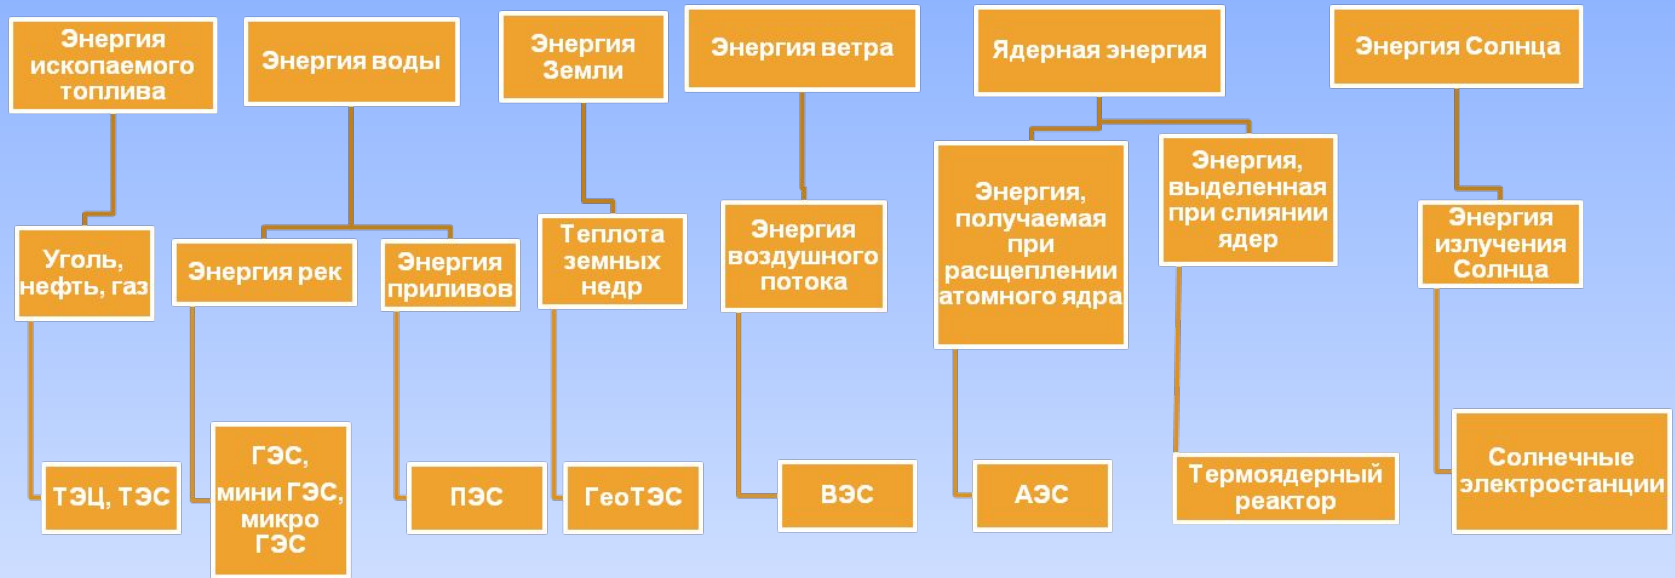 Энергия
ископаемого
топлива
Энергия воды
Энергия
Земли
Энергия ветра
Ядерная энергия
Энергия Солнца
Уголь,
нефть, газ
Энергия рек
Энергия
приливов
Теплота
земных
недр
Энергия
воздушного
потока
Энергия,
получаемая
при
расщеплении
атомного ядра
Энергия,
выделенная
при слиянии
ядер
Энергия
излучения
Солнца
ТЭЦ, ТЭС
ГЭС,
мини ГЭС,
микро
ГЭС
ПЭС
ГеоТЭС
ВЭС
АЭС
Термоядерный
реактор
Солнечные
электростанции